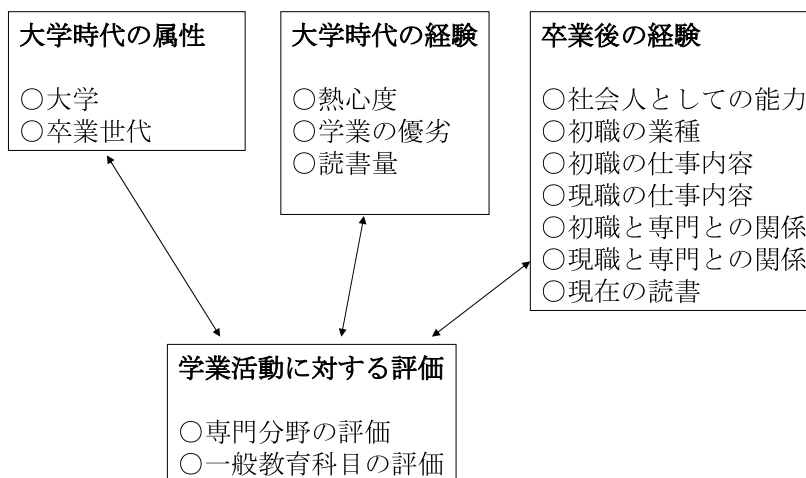 大学時代の属性
○大学
○卒業世代
大学時代の経験
○熱心度
○学業の優劣
○読書量
卒業後の経験
○社会人としての能力
○初職の業種
○初職の仕事内容
○現職の仕事内容
○初職と専門との関係
○現職と専門との関係
○現在の読書
学業活動に対する評価
○専門分野の評価
○一般教育科目の評価